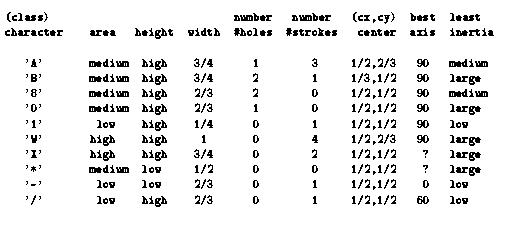 (class) number number (cx,cy) best least
character area height width #holes #strokes center axis inertia
'A' medium high 3/4 1 3 1/2,2/3 90 medium
'B' medium high 3/4 2 1 1/3,1/2 90 large
'8' medium high 2/3 2 0 1/2,1/2 90 medium
'0' medium high 2/3 1 0 1/2,1/2 90 large
'1' low high 1/4 0 1 1/2,1/2 90 low
'W' high high 1 0 4 1/2,2/3 90 large
'X' high high 3/4 0 2 1/2,1/2 ? large
'*' medium low 1/2 0 0 1/2,1/2 ? large
'-' low low 2/3 0 1 1/2,1/2 0 low
'/' low high 2/3 0 1 1/2,1/2 60 low